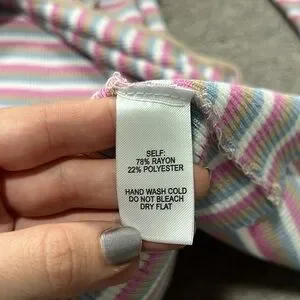 SELF:
78% RAYON
22% POLYESTER
HAND WASH COLD
DO NOT BLEACH
DRY FLAT